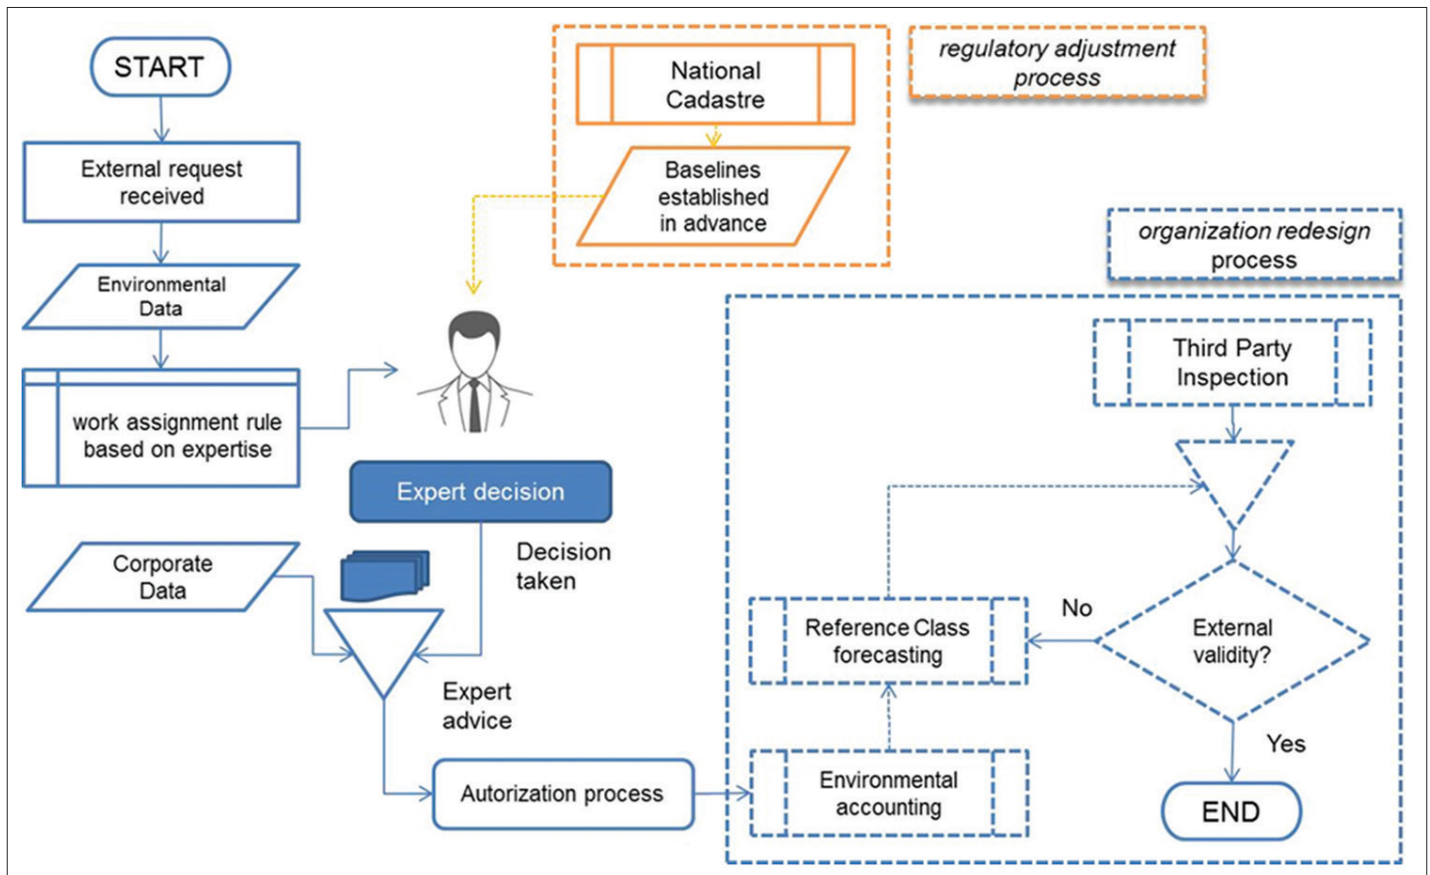 START
External request
received
Environmental
Data
work assignment rule
based on expertise
Corporate
Data
National
Cadastre
Baselines
established
in advance
regulatory adjustment
process
Expert decision
Decision
taken
Expert
advice
Autorization process
organization redesign
process
Third Party
Inspection
External
validity?
No
Yes
Reference Class
forecasting
Environmental
accounting
END